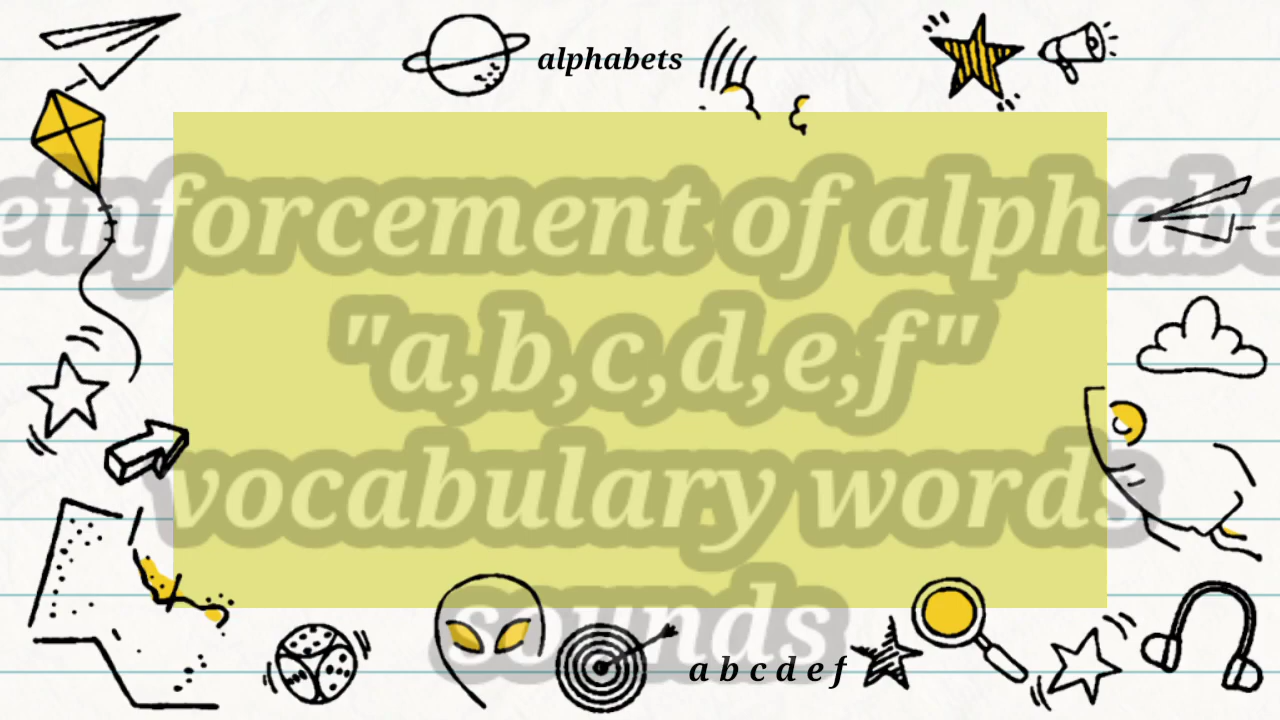 alphabets
einforcement of alphabe
"a,b,c,d,e,f"
vocabulary words
sounds
a b c d e f